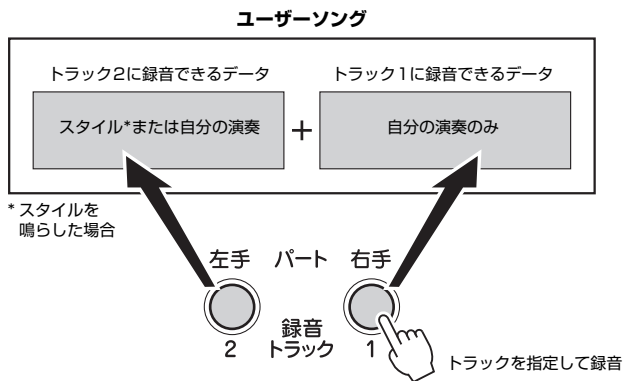 ユーザーソング
トラック2に録音できるデータ
トラック1に録音できるデータ
スタイル*または自分の演奏
+
自分の演奏のみ
* スタイルを
鳴らした場合
左手 パート 右手
録音
2 トラック 1
トラックを指定して録音